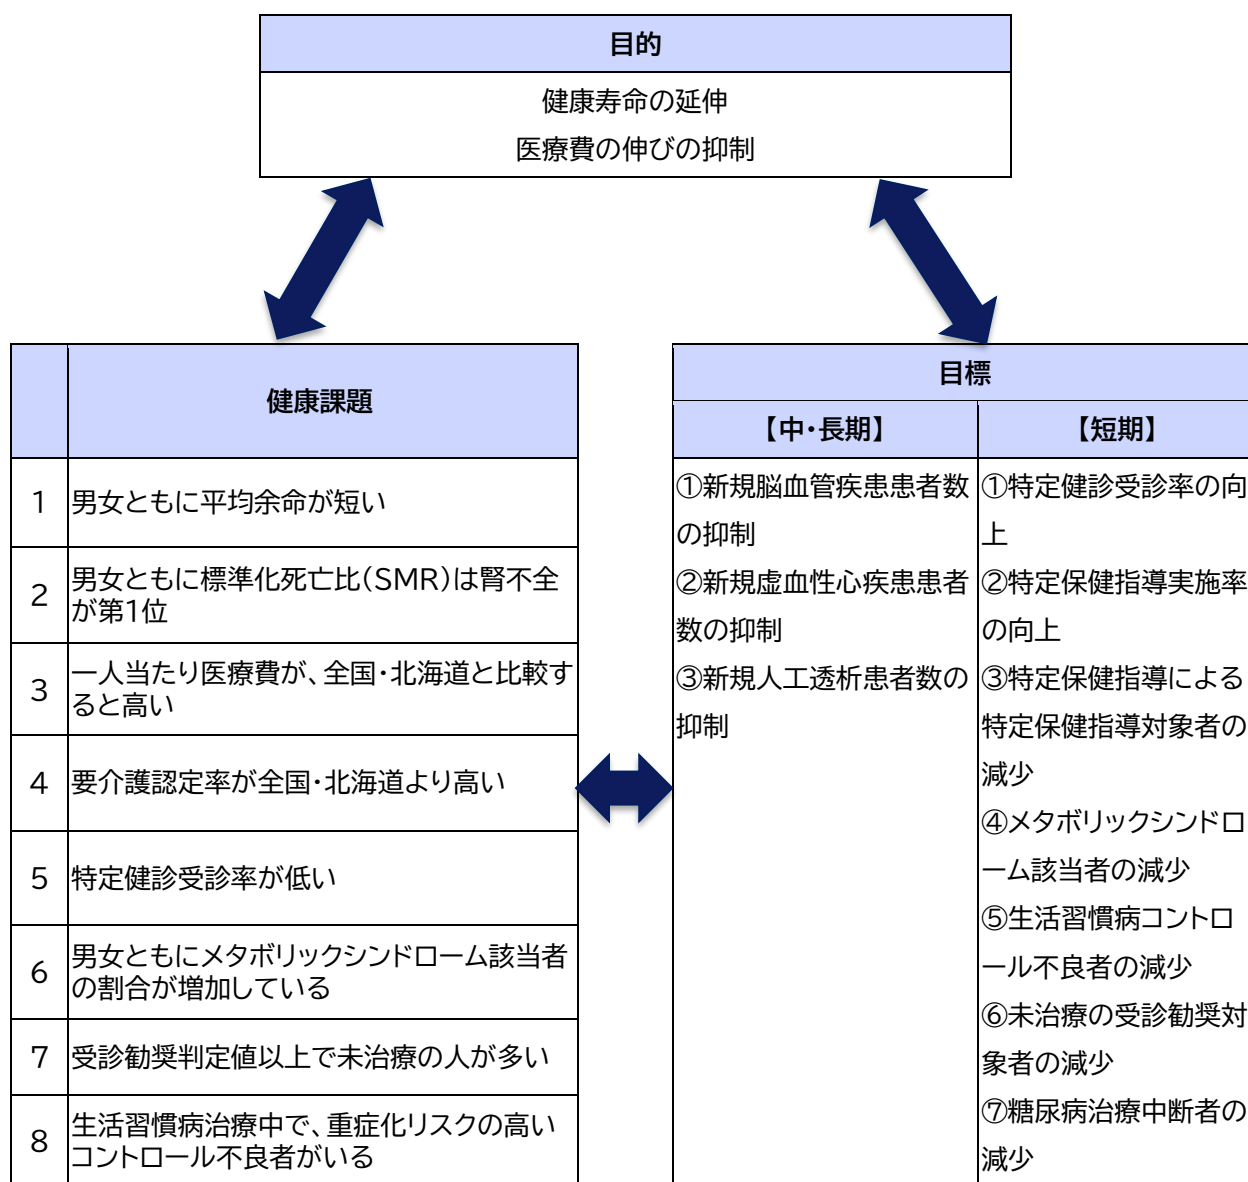 目的
健康寿命の延伸
医療費の伸びの抑制
健康課題
1
男女ともに平均余命が短い
2
男女ともに標準化死亡比(SMR)は腎不全
が第1位
3
一人当たり医療費が、全国・北海道と比較す
ると高い
4
要介護認定率が全国・北海道より高い
5
特定健診受診率が低い
6
男女ともにメタボリックシンドローム該当者
の割合が増加している
7
受診勧奨判定値以上で未治療の人が多い
8
生活習慣病治療中で、重症化リスクの高い
コントロール不良者がいる
目標
【中・長期】
①新規脳血管疾患患者数
の抑制
②新規虚血性心疾患患者
数の抑制
③新規人工透析患者数の
抑制
【短期】
①特定健診受診率の向
上
②特定保健指導実施率
の向上
③特定保健指導による
特定保健指導対象者の
減少
④メタボリックシンドロ
ーム該当者の減少
⑤生活習慣病コントロ
ール不良者の減少
⑥未治療の受診勧奨対
象者の減少
⑦糖尿病治療中断者の
減少